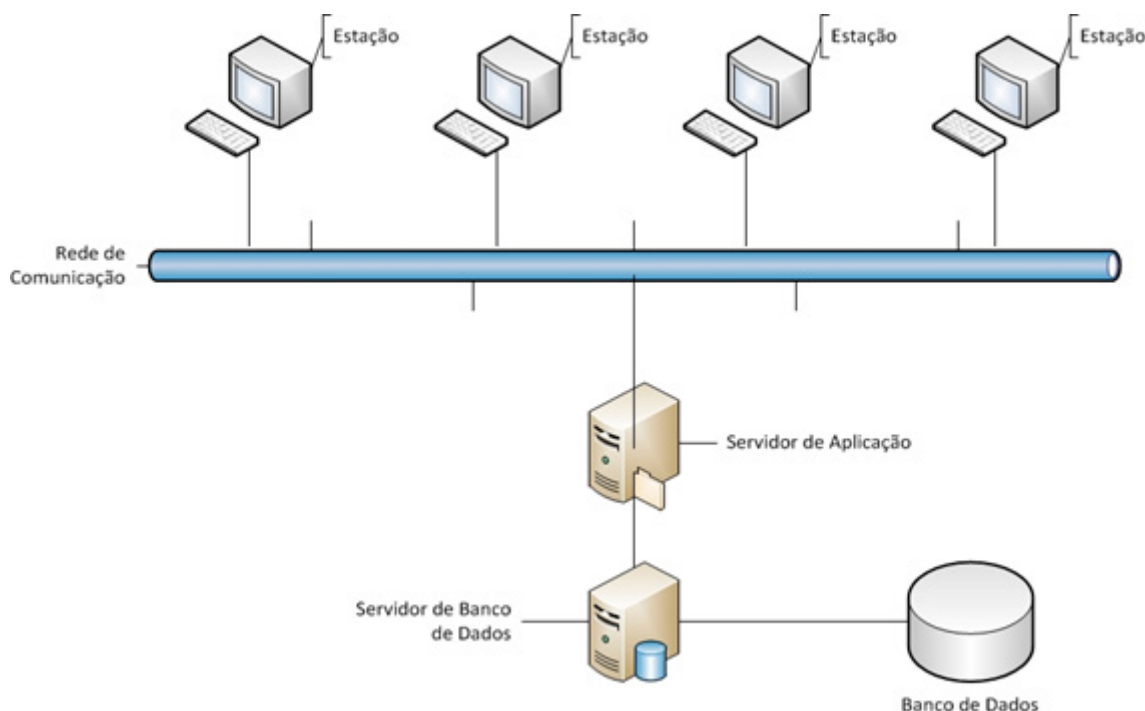 Estação
Estação
Estação
Estação
Rede de
Comunicação
Servidor de Aplicação
Servidor de Banco
de Dados
Banco de Dados